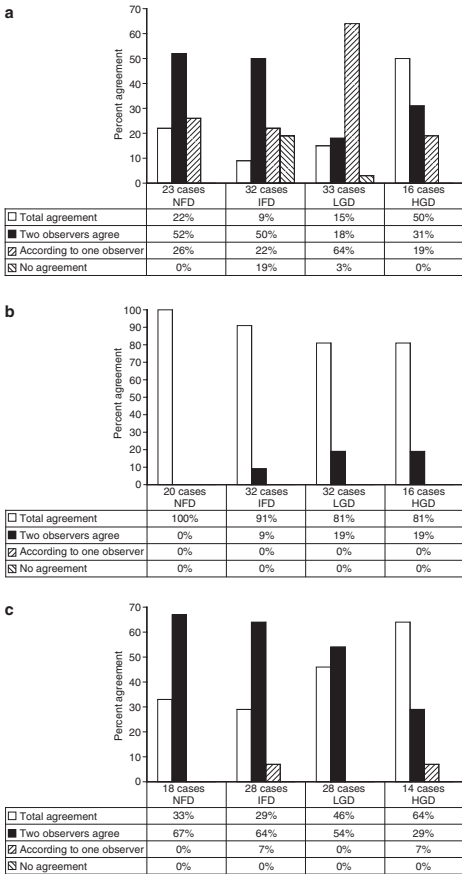 a
Percent agreement
70
60
50
40
30
20
10
0
23 cases NFD 32 cases IFD 33 cases LGD 16 cases HGD
Total agreement 22% 9% 15% 50%
Two observers agree 52% 50% 18% 31%
According to one observer 26% 22% 64% 19%
No agreement 0% 19% 3% 0%
b
Percent agreement
100
90
80
70
60
50
40
30
20
10
0
20 cases NFD 32 cases IFD 32 cases LGD 16 cases HGD
Total agreement 100% 91% 81% 81%
Two observers agree 0% 9% 19% 19%
According to one observer 0% 0% 0% 0%
No agreement 0% 0% 0% 0%
c
Percent agreement
70
60
50
40
30
20
10
0
18 cases NFD 28 cases IFD 28 cases LGD 14 cases HGD
Total agreement 33% 29% 46% 64%
Two observers agree 67% 64% 54% 29%
According to one observer 0% 7% 0% 7%
No agreement 0% 0% 0% 0%